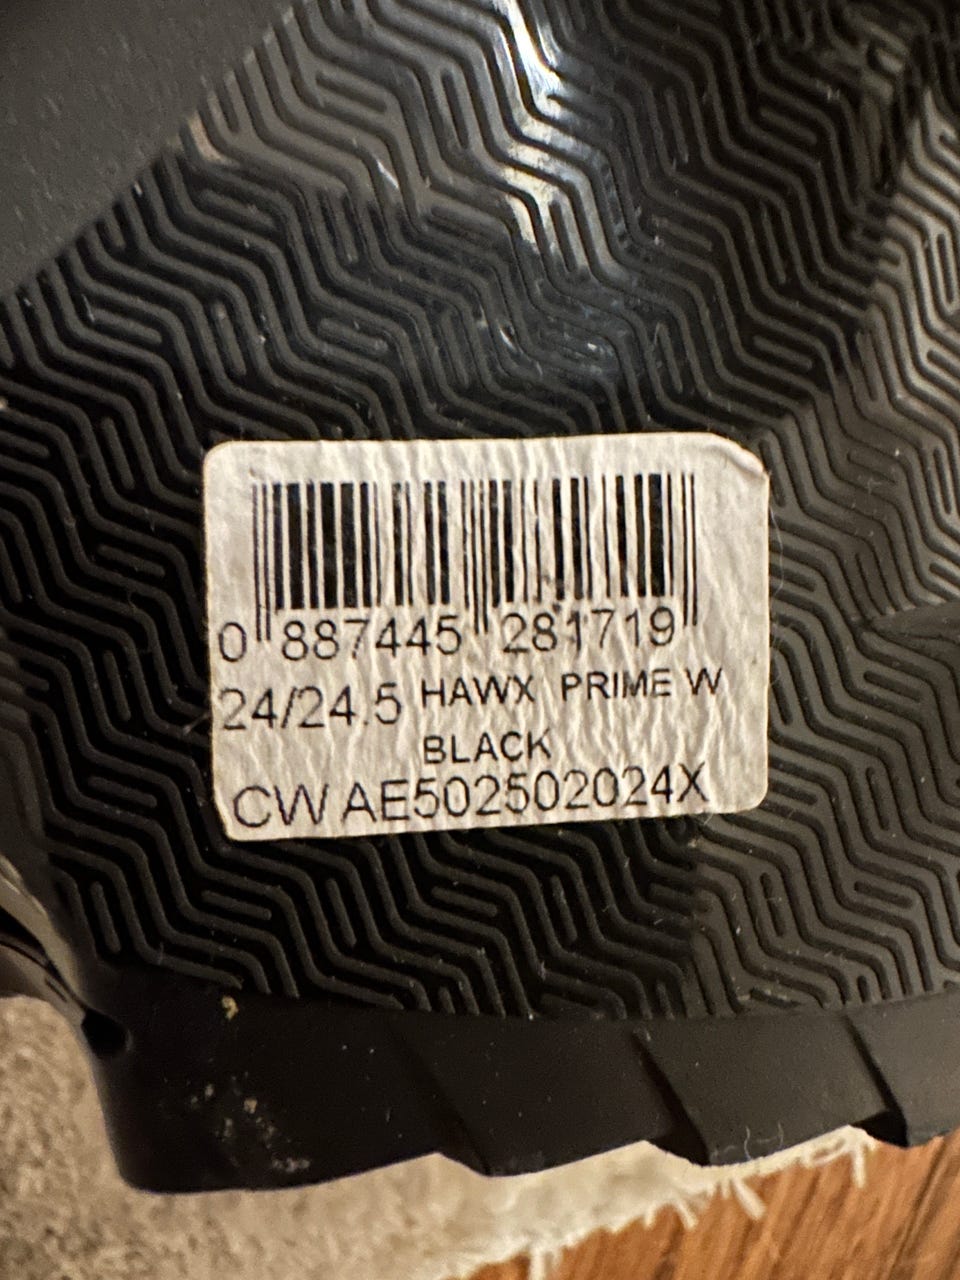 0 887445 281719
24/24.5 HAWX PRIME W
BLACK
CW AE502502024X